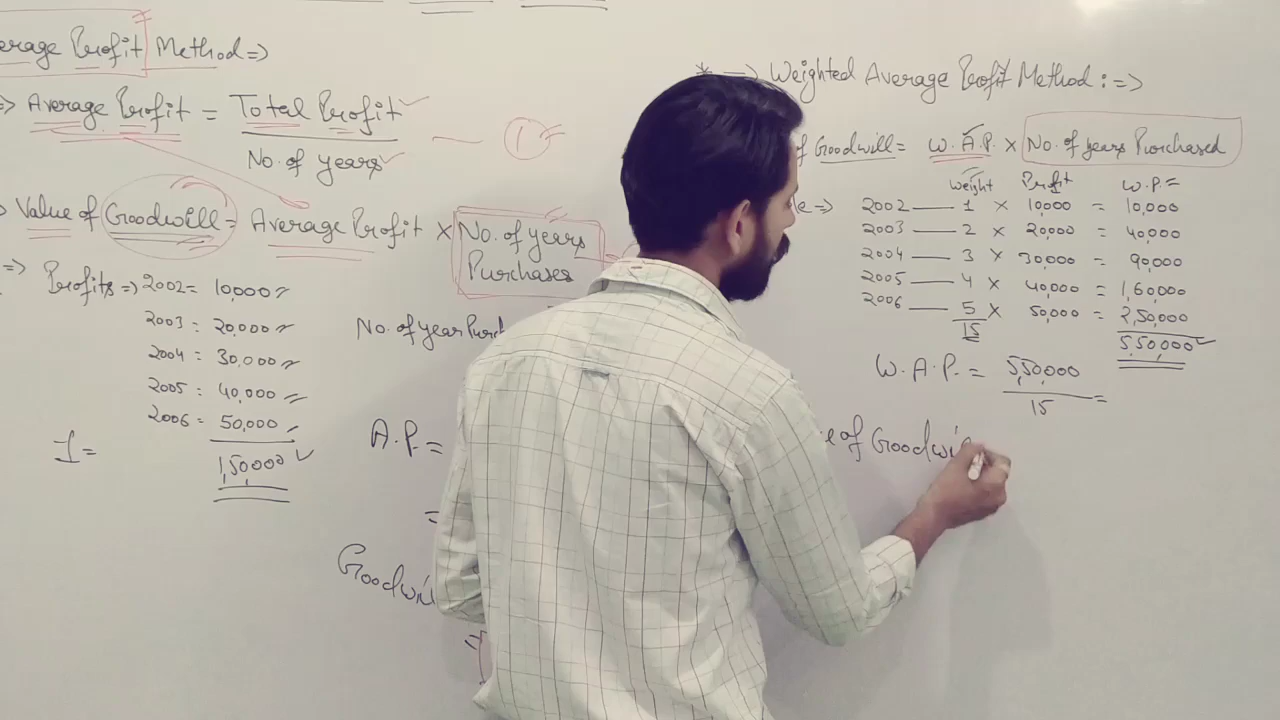 Profit Method =>
=> Average Profit = Total Profit
No. of years
1
Value of Goodwill = Average Profit × No. of years
Purchases
=> Profits => 2002 = 10,000
2003 = 20,000
2004 = 30,000
2005 = 40,000
2006 = 50,000
1,50,000
1 =
No. of year
A.P. =
=
=
* => Weighted Average Profit Method : =>
of Goodwill = W.A.P. × No. of years Purchased
Weight Profit W.P =
=> 2002 — 1 × 10,000 = 10,000
2003 — 2 × 20,000 = 40,000
2004 — 3 × 30,000 = 90,000
2005 — 4 × 40,000 = 1,60,000
2006 — 5 × 50,000 = 2,50,000
15 5,50,000
W.A.P. = 5,50,000
15 =
of